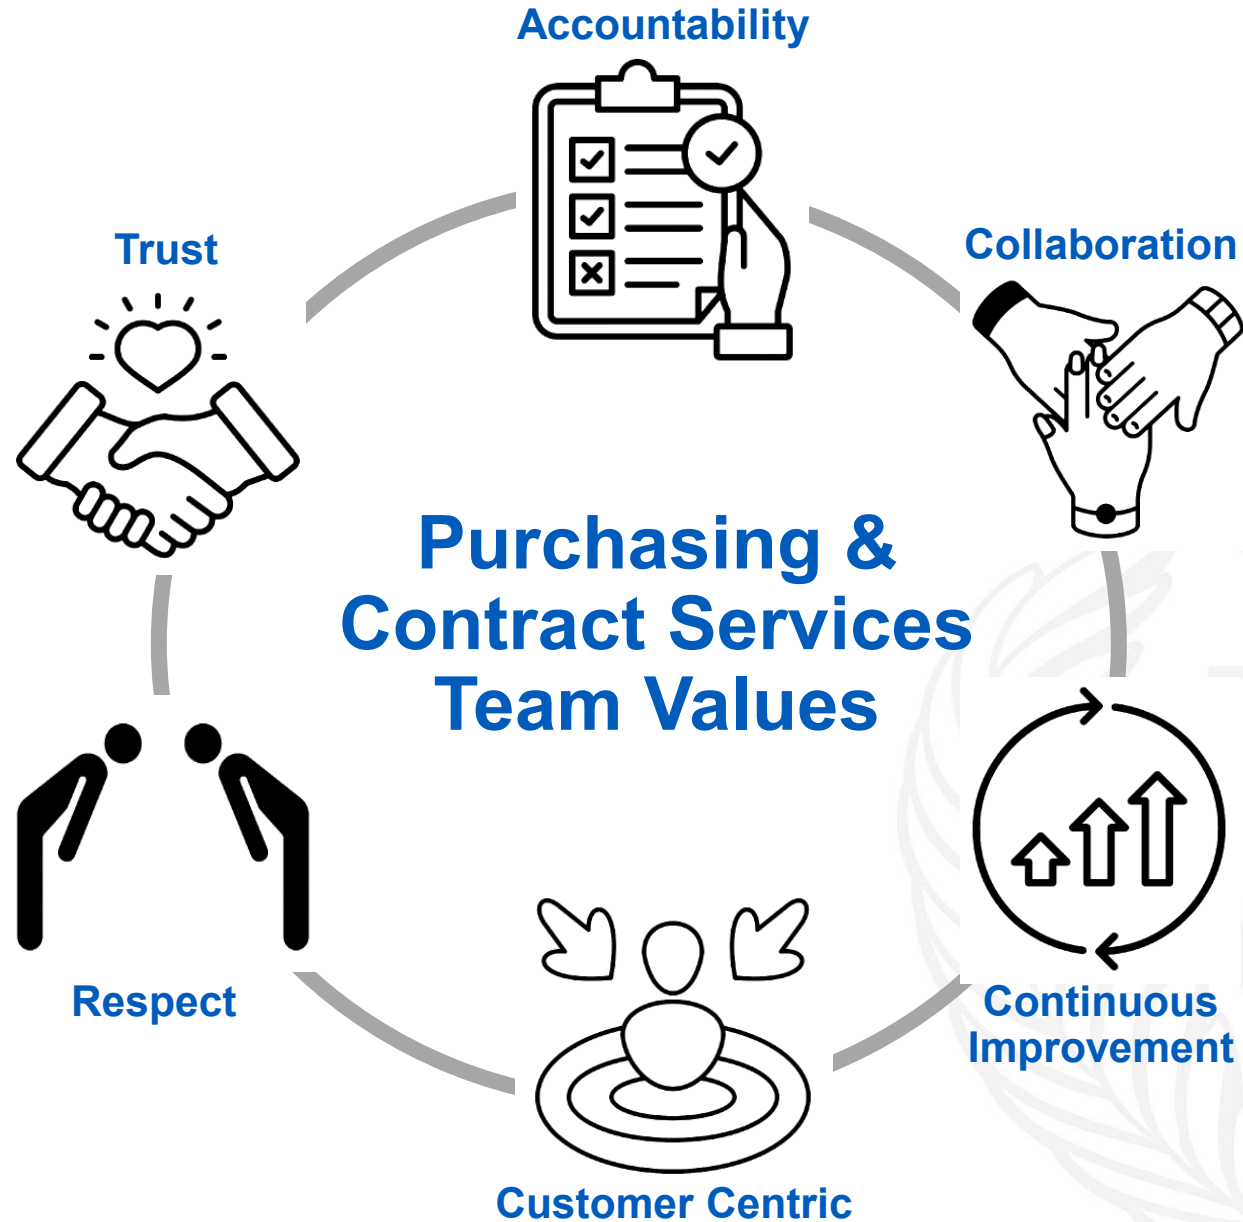 Accountability
Trust
Collaboration
Purchasing &
Contract Services
Team Values
Respect
Continuous
Improvement
Customer Centric